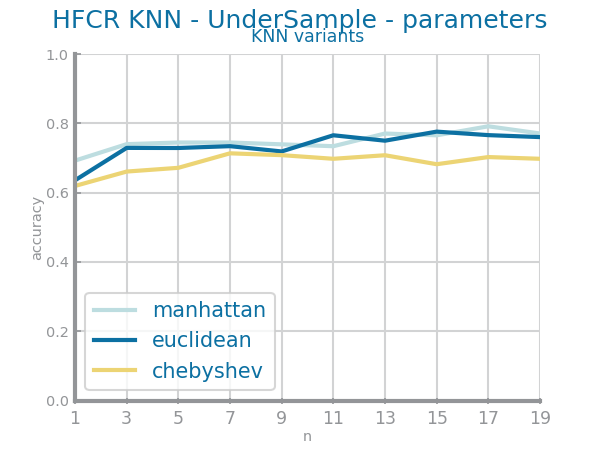 HFCR KNN - UnderSample - parameters
KNN variants
1.0
0.8
0.6
0.4
0.2
0.0
accuracy
manhattan
euclidean
chebyshev
1 3 5 7 9 11 13 15 17 19
n